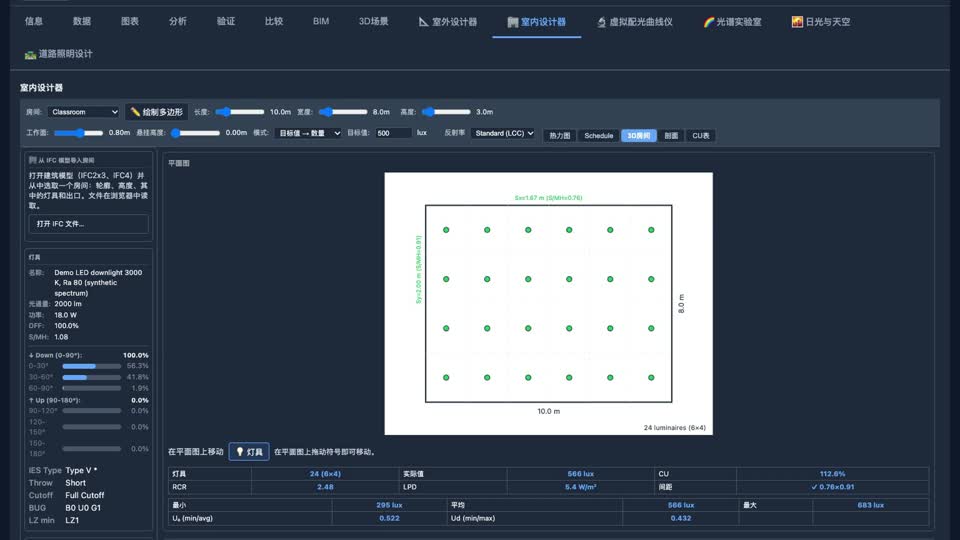 信息 数据 图表 分析 验证 比较 BIM 3D场景 📐 室外设计器 🏢 室内设计器 🔬 虚拟配光曲线仪 🌈 光谱实验室 🌇 日光与天空
🛣️ 道路照明设计
室内设计器
房间: Classroom ✏️ 绘制多边形 长度: 10.0m 宽度: 8.0m 高度: 3.0m
工作面: 0.80m 悬挂高度: 0.00m 模式: 目标值 → 数量 目标值: 500 lux 反射率 Standard (LCC) 热力图 Schedule 3D房间 剖面 CU表
从 IFC 模型导入房间
打开建筑模型（IFC2x3、IFC4）并
从中选取一个房间：轮廓、高度、其
中的灯具和出口。文件在浏览器中读
取。
打开 IFC 文件...
灯具
名称: Demo LED downlight 3000
K, Ra 80 (synthetic
spectrum)
光通量: 2000 lm
功率: 18.0 W
DFF: 100.0%
S/MH: 1.08
↓ Down (0-90°): 100.0%
0-30° 56.3%
30-60° 41.8%
60-90° 1.9%
↑ Up (90-180°): 0.0%
90-120° 0.0%
120-
150° 0.0%
150-
180° 0.0%
IES Type Type V *
Throw Short
Cutoff Full Cutoff
BUG B0 U0 G1
LZ min LZ1
平面图
Sx=1.67 m (S/MH=0.76)
Sy=2.00 m (S/MH=0.91)
8.0 m
10.0 m
24 luminaires (6×4)
在平面图上移动 💡 灯具 在平面图上拖动符号即可移动。
灯具 24 (6×4) 实际值 566 lux CU 112.6%
RCR 2.48 LPD 5.4 W/m² 间距 ✓ 0.76×0.91
最小 295 lux 平均 566 lux 最大 683 lux
U₀ (min/avg) 0.522 Ud (min/max) 0.432